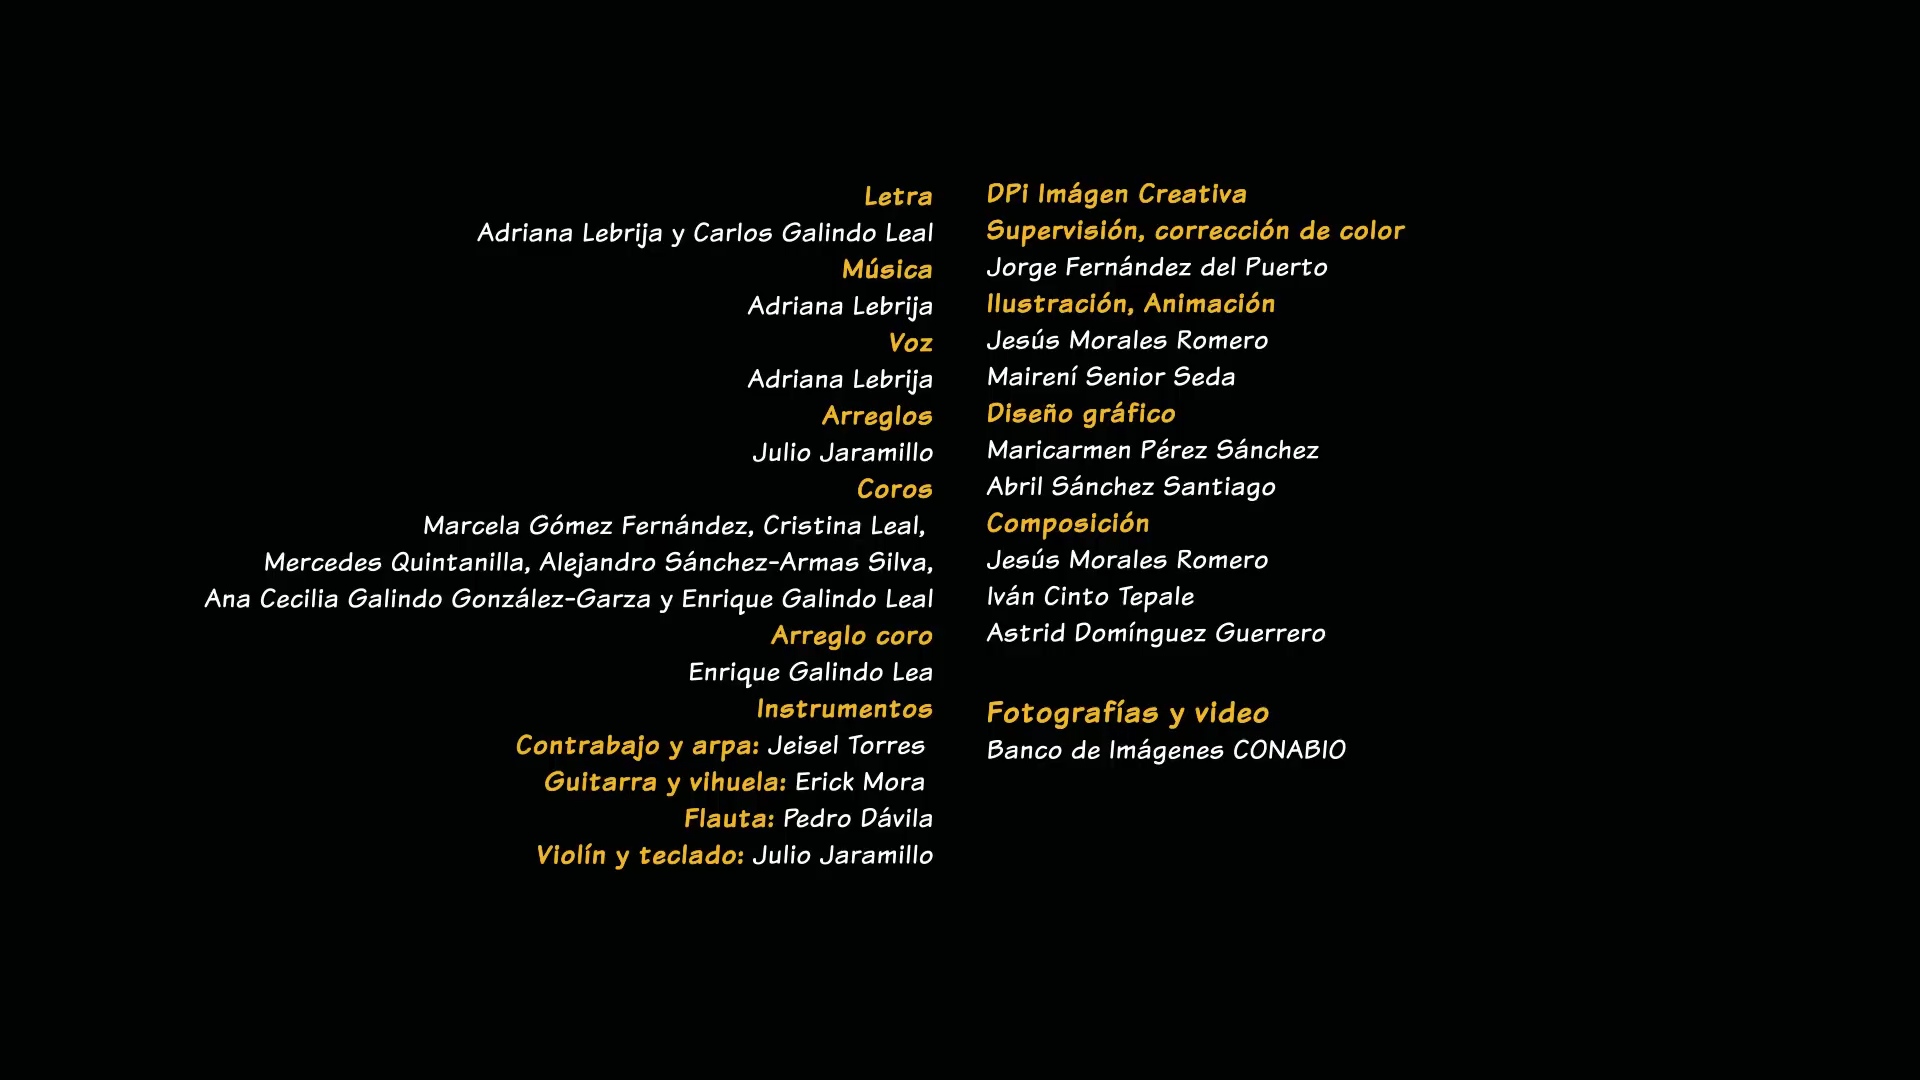 Letra
Adriana Lebrija y Carlos Galindo Leal
Música
Adriana Lebrija
Voz
Adriana Lebrija
Arreglos
Julio Jaramillo
Coros
Marcela Gómez Fernández, Cristina Leal,
Mercedes Quintanilla, Alejandro Sánchez-Armas Silva,
Ana Cecilia Galindo González-Garza y Enrique Galindo Leal
Arreglo coro
Enrique Galindo Lea
Instrumentos
Contrabajo y arpa: Jeisel Torres
Guitarra y vihuela: Erick Mora
Flauta: Pedro Dávila
Violín y teclado: Julio Jaramillo
DPi Imágen Creativa
Supervisión, corrección de color
Jorge Fernández del Puerto
Ilustración, Animación
Jesús Morales Romero
Mairení Senior Seda
Diseño gráfico
Maricarmen Pérez Sánchez
Abril Sánchez Santiago
Composición
Jesús Morales Romero
Iván Cinto Tepale
Astrid Domínguez Guerrero
Fotografías y video
Banco de Imágenes CONABIO